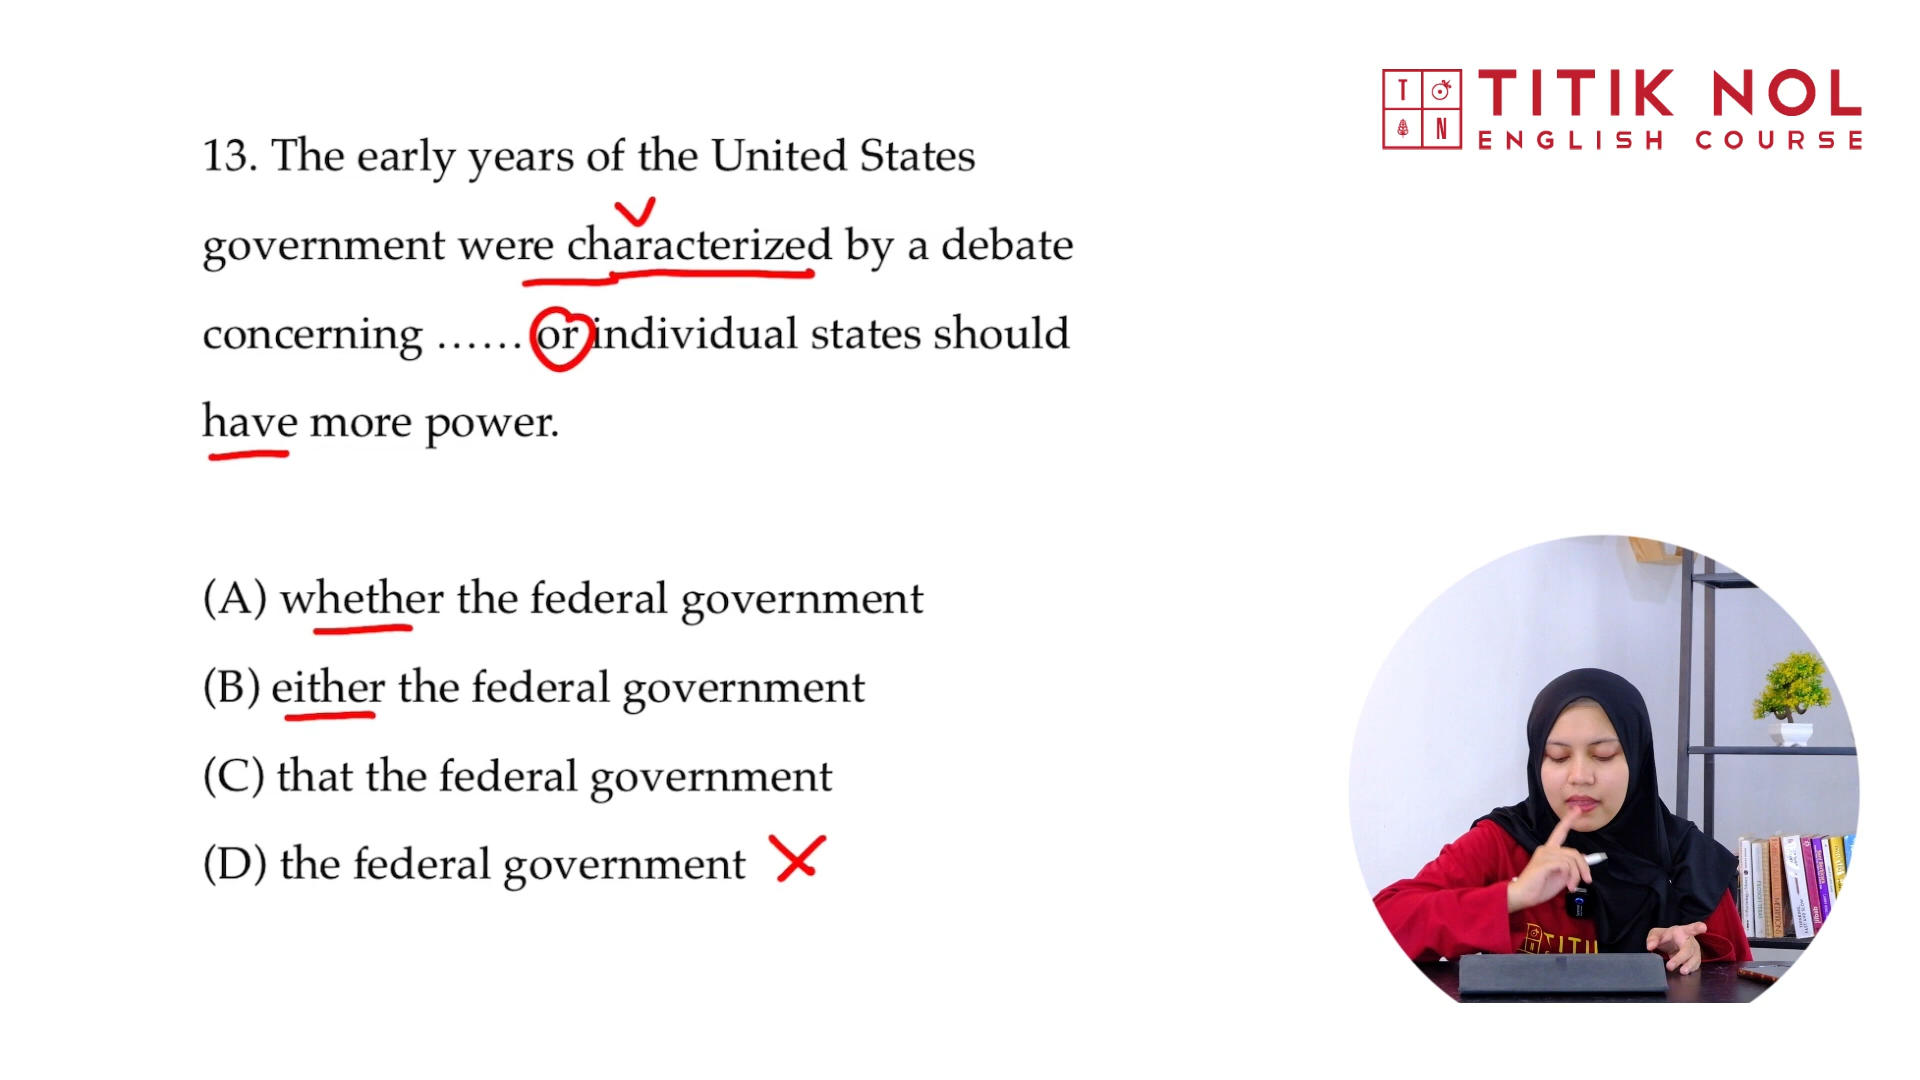 TITIK NOL
ENGLISH COURSE
T
N
13. The early years of the United States
government were characterized by a debate
concerning ...... or individual states should
have more power.
(A) whether the federal government
(B) either the federal government
(C) that the federal government
(D) the federal government
TITI